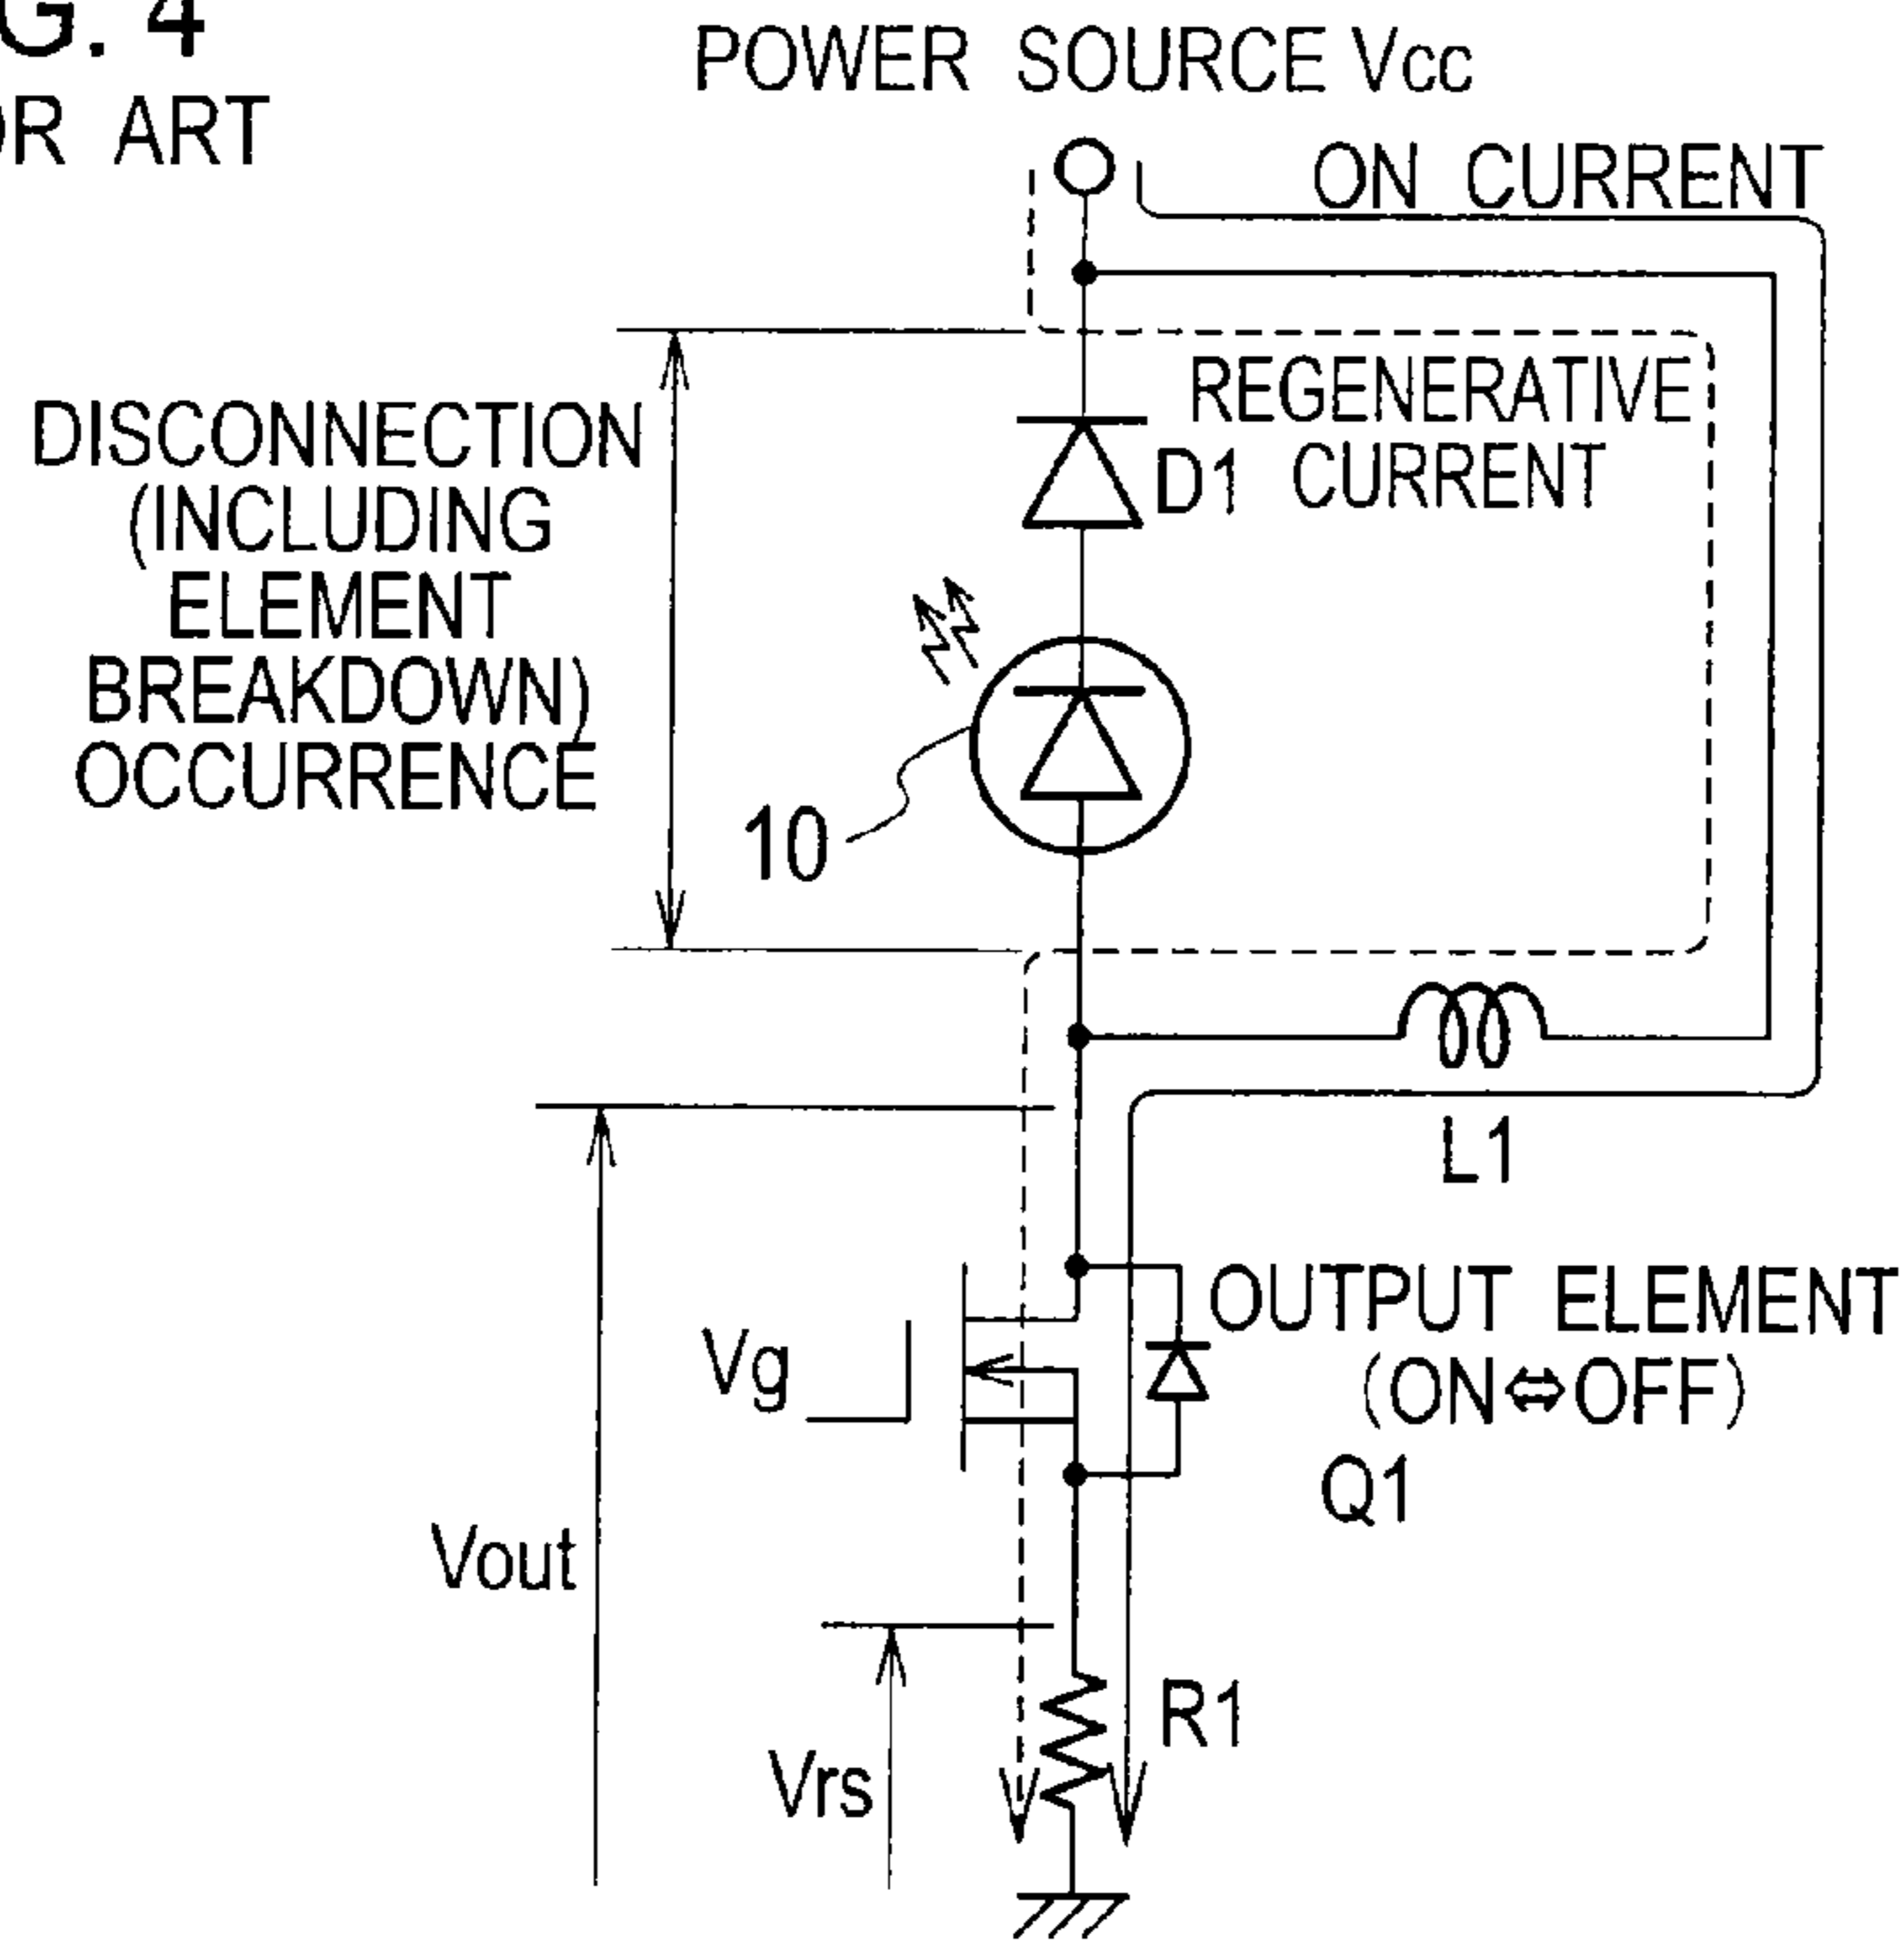 G. 4
OR ART
POWER SOURCE Vcc
ON CURRENT
REGENERATIVE
CURRENT
D1
DISCONNECTION
(INCLUDING
ELEMENT
BREAKDOWN)
OCCURRENCE
10
L1
OUTPUT ELEMENT
(ON⇔OFF)
Q1
Vg
Vout
Vrs
R1